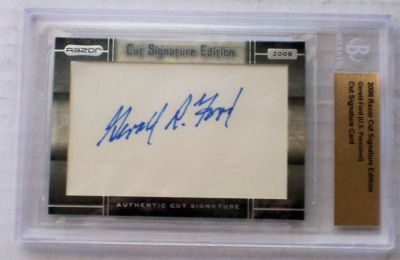 Razor
Cut Signature Edition
2008
Gerald R. Ford
AUTHENTIC CUT SIGNATURE
2008 Razor Cut Signature Edition
Gerald Ford (U.S. President)
Cut Signature Card